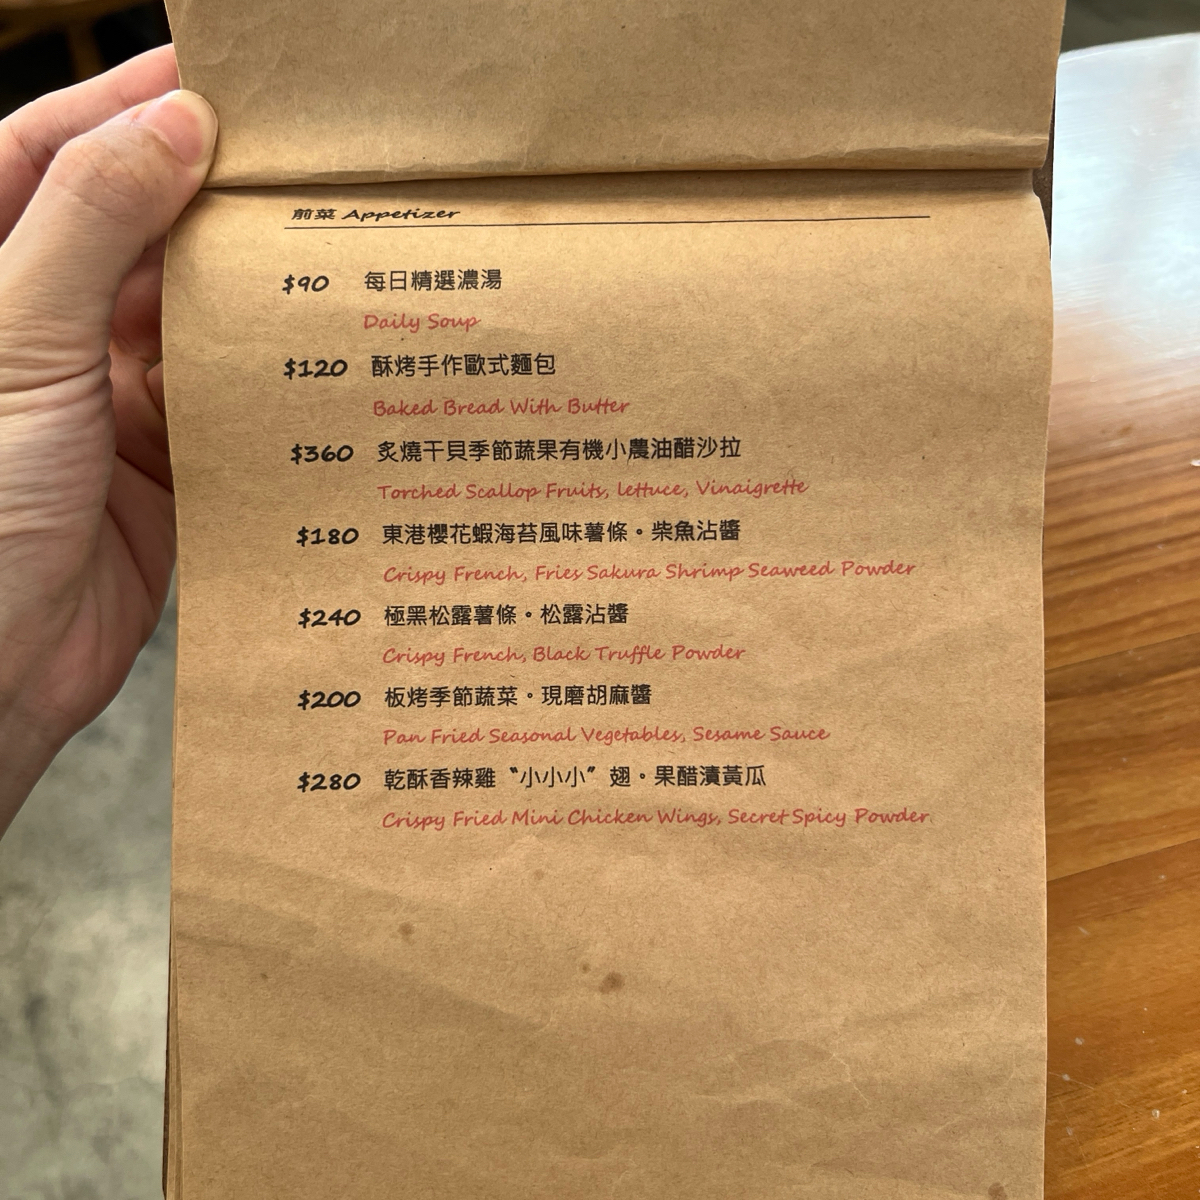 前菜 Appetizer
$90 每日精選濃湯
Daily Soup
$120 酥烤手作歐式麵包
Baked Bread With Butter
$360 炙燒干貝季節蔬果有機小農油醋沙拉
Torched Scallop Fruits, lettuce, Vinaigrette
$180 東港櫻花蝦海苔風味薯條。柴魚沾醬
Crispy French, Fries Sakura Shrimp Seaweed Powder
$240 極黑松露薯條。松露沾醬
Crispy French, Black Truffle Powder
$200 板烤季節蔬菜。現磨胡麻醬
Pan Fried Seasonal Vegetables, Sesame Sauce
$280 乾酥香辣雞〝小小小〞翅。果醋漬黃瓜
Crispy Fried Mini Chicken Wings, Secret Spicy Powder